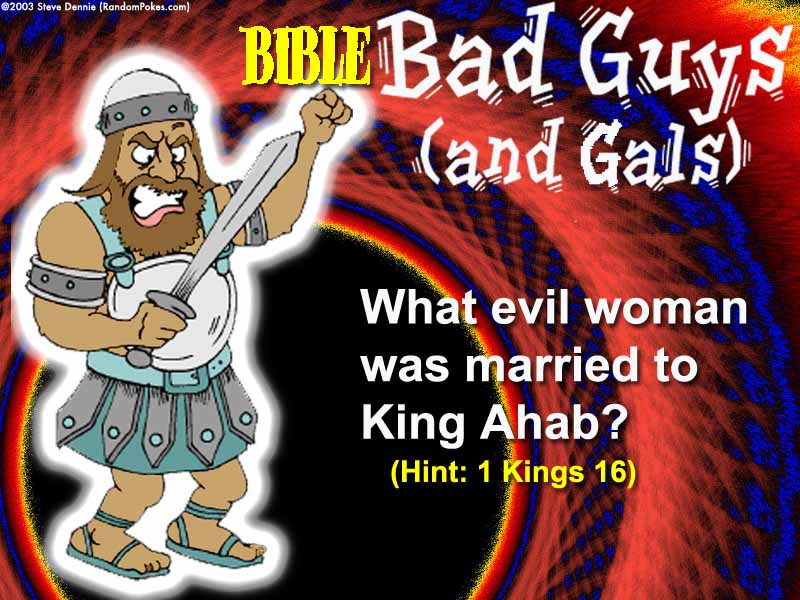 ©2003 Steve Dennie (RandomPokes.com)
BIBLE Bad Guys
(and Gals)
What evil woman
was married to
King Ahab?
(Hint: 1 Kings 16)